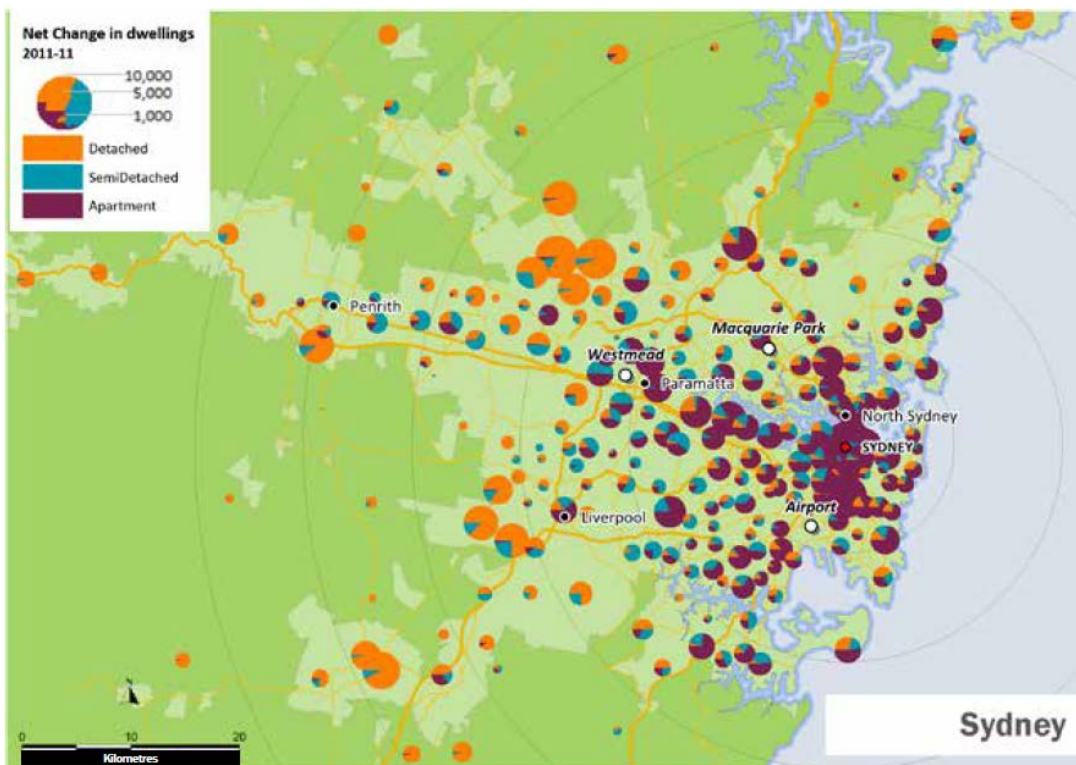 Net Change in dwellings
2011-11
10,000
5,000
1,000
Detached
SemiDetached
Apartment
Penrith
Macquarie Park
Westmead
Paramatta
North Sydney
SYDNEY
Airport
Liverpool
N
0 10 20
Kilometres
Sydney